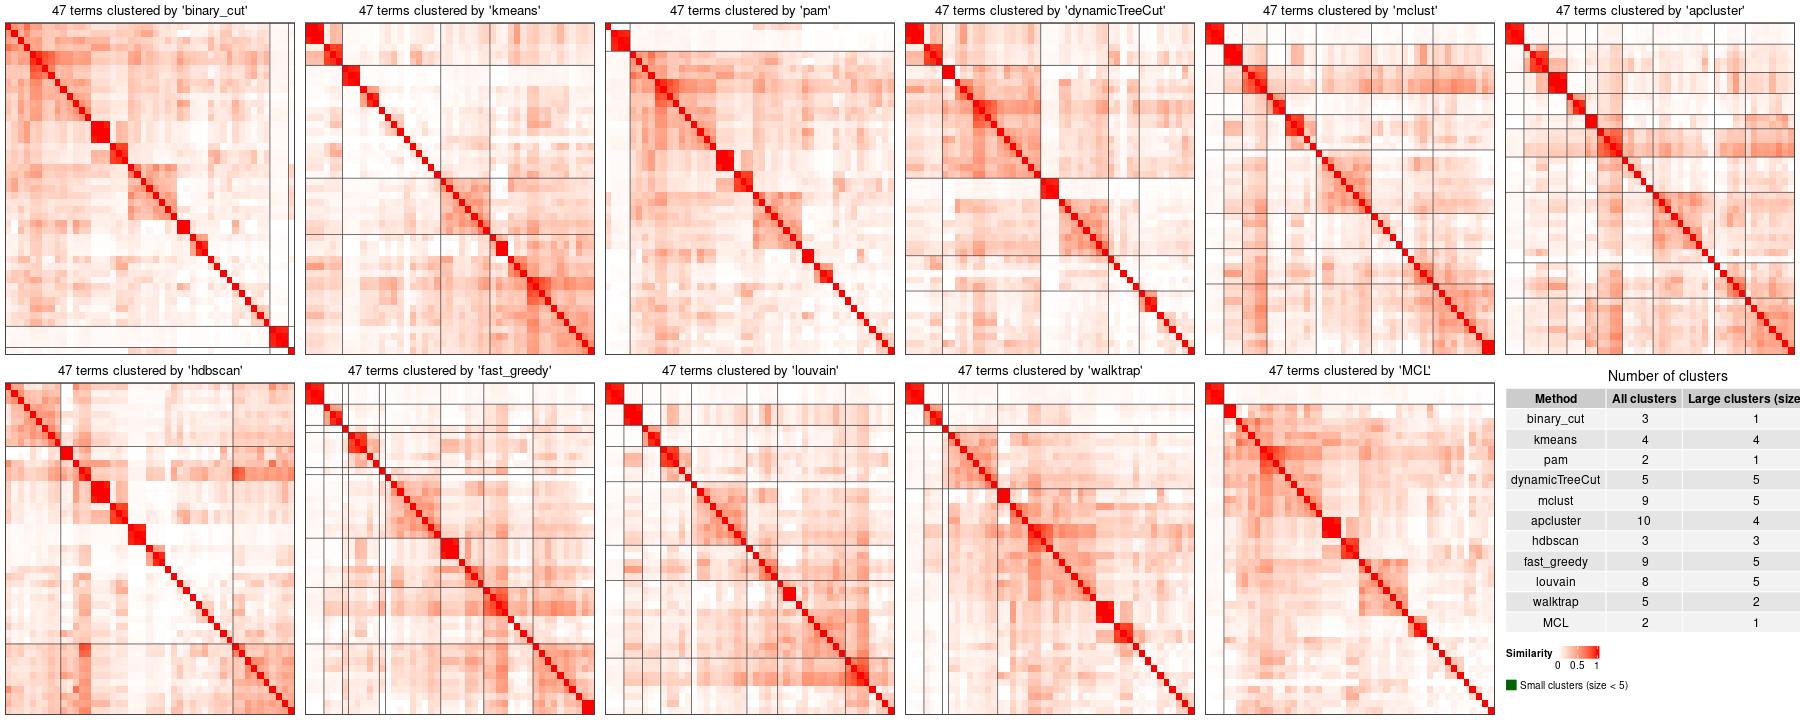 47 terms clustered by 'binary_cut'
47 terms clustered by 'kmeans'
47 terms clustered by 'pam'
47 terms clustered by 'dynamicTreeCut'
47 terms clustered by 'mclust'
47 terms clustered by 'apcluster'
47 terms clustered by 'hdbscan'
47 terms clustered by 'fast_greedy'
47 terms clustered by 'louvain'
47 terms clustered by 'walktrap'
47 terms clustered by 'MCL'
Number of clusters
Method All clusters Large clusters (size
binary_cut 3 1
kmeans 4 4
pam 2 1
dynamicTreeCut 5 5
mclust 9 5
apcluster 10 4
hdbscan 3 3
fast_greedy 9 5
louvain 8 5
walktrap 5 2
MCL 2 1
Similarity
0 0.5 1
Small clusters (size < 5)